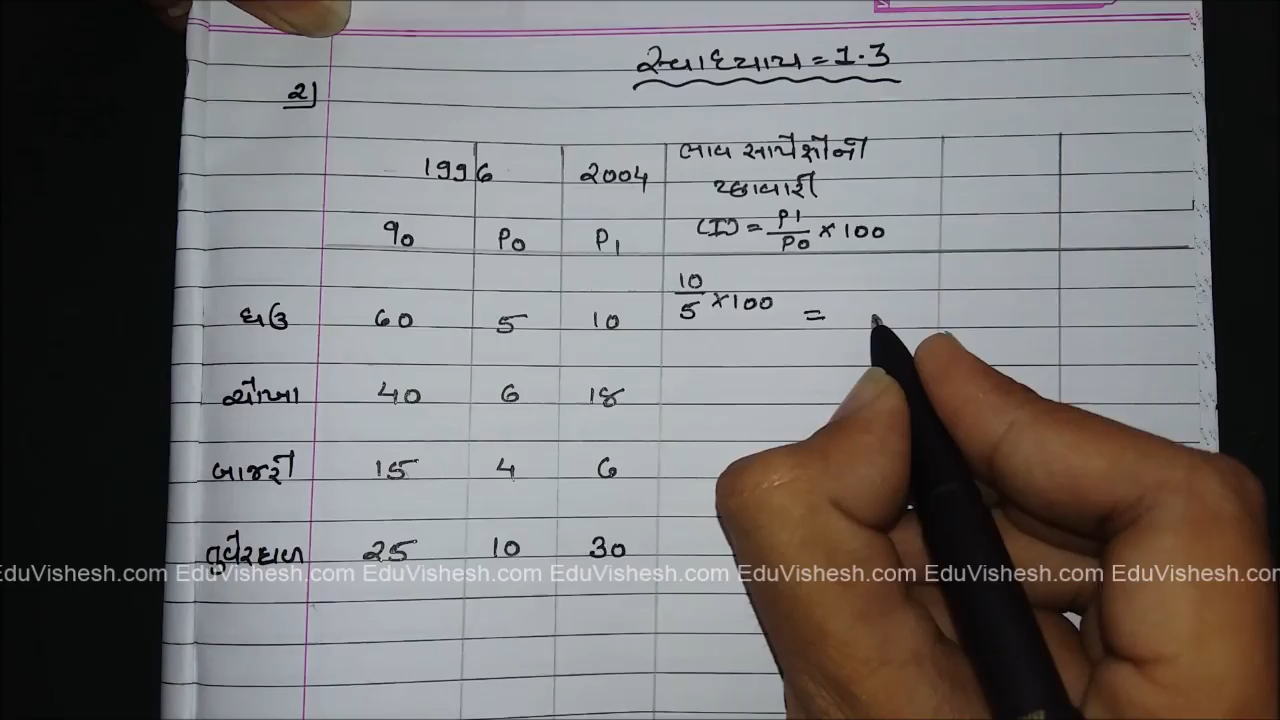 સ્વાધ્યાય = 1.3
2]
1996 2004 ભાવ સાપેક્ષોની
ટકાવારી
q0 P0 P1 (I) = P1/P0 × 100
ઘઉં 60 5 10 10/5 × 100 =
ચોખા 40 6 18
બાજરી 15 4 6
તુવેરદાળ 25 10 30
EduVishesh.com EduVishesh.com EduVishesh.com EduVishesh.com EduVishesh.com EduVishesh.com EduVishesh.com